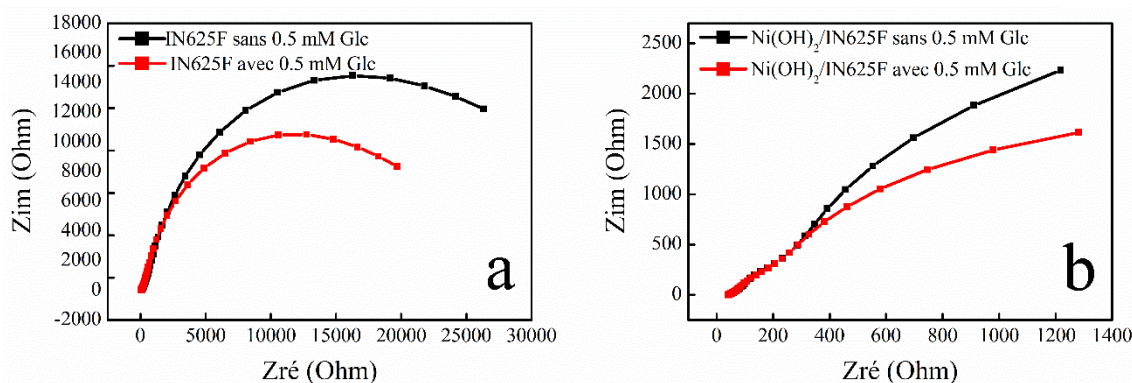 18000
16000
14000
12000
10000
8000
6000
4000
2000
0
-2000
Zim (Ohm)
IN625F sans 0.5 mM Glc
IN625F avec 0.5 mM Glc
a
0 5000 10000 15000 20000 25000 30000
Zré (Ohm)
2500
2000
1500
1000
500
0
Zim (Ohm)
Ni(OH)₂/IN625F sans 0.5 mM Glc
Ni(OH)₂/IN625F avec 0.5 mM Glc
b
0 200 400 600 800 1000 1200 1400
Zré (Ohm)